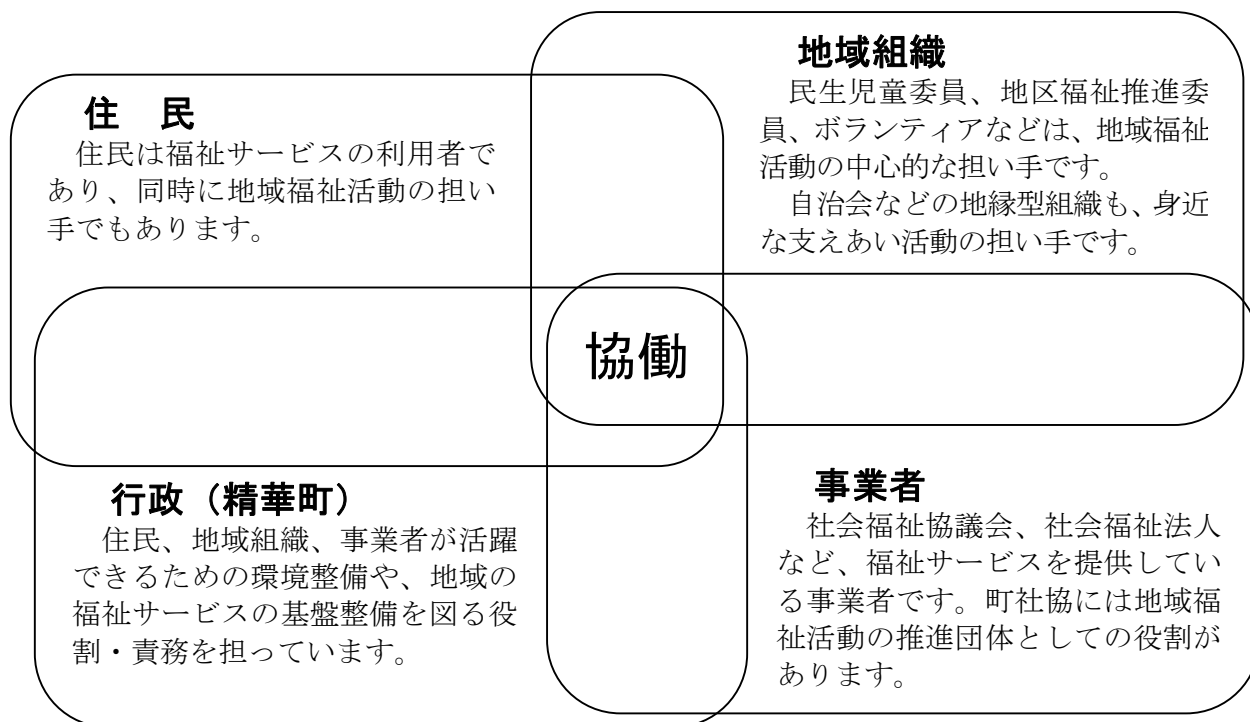 住　民
　住民は福祉サービスの利用者で
あり、同時に地域福祉活動の担い
手でもあります。
地域組織
　民生児童委員、地区福祉推進委
員、ボランティアなどは、地域福祉
活動の中心的な担い手です。
　自治会などの地縁型組織も、身近
な支えあい活動の担い手です。
協働
行政（精華町）
　住民、地域組織、事業者が活躍
できるための環境整備や、地域の
福祉サービスの基盤整備を図る役
割・責務を担っています。
事業者
　社会福祉協議会、社会福祉法人
など、福祉サービスを提供してい
る事業者です。町社協には地域福
祉活動の推進団体としての役割が
あります。